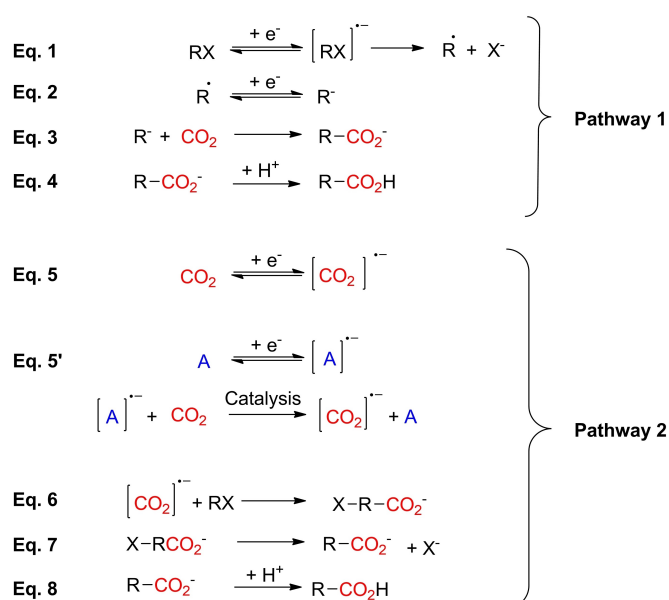 Eq. 1 RX + e⁻ [RX]•– R• + X⁻
Eq. 2 R• + e⁻ R⁻
Eq. 3 R⁻ + CO₂ R–CO₂⁻
Eq. 4 R–CO₂⁻ + H⁺ R–CO₂H
Pathway 1
Eq. 5 CO₂ + e⁻ [CO₂]•–
Eq. 5' A + e⁻ [A]•–
[A]•– + CO₂ Catalysis [CO₂]•– + A
Pathway 2
Eq. 6 [CO₂]•– + RX X–R–CO₂⁻
Eq. 7 X–RCO₂⁻ R–CO₂⁻ + X⁻
Eq. 8 R–CO₂⁻ + H⁺ R–CO₂H